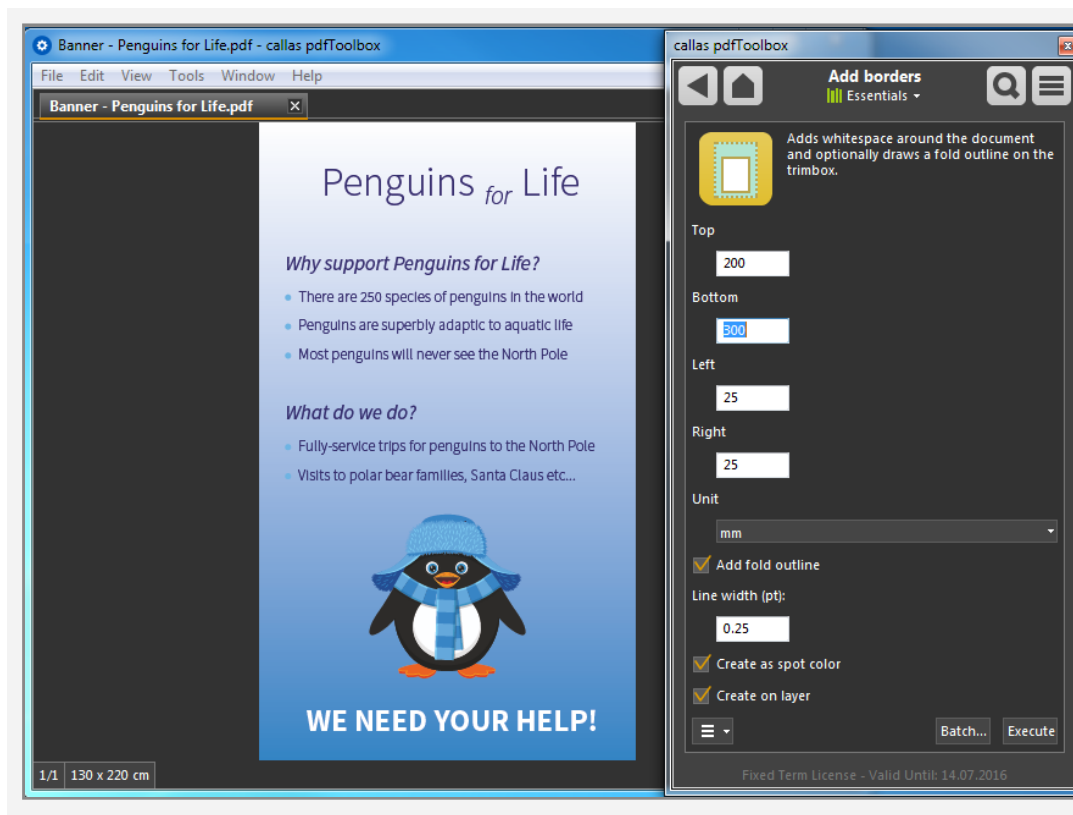 Banner - Penguins for Life.pdf - callas pdfToolbox
File Edit View Tools Window Help
Banner - Penguins for Life.pdf
Penguins for Life
Why support Penguins for Life?
There are 250 species of penguins in the world
Penguins are superbly adaptic to aquatic life
Most penguins will never see the North Pole
What do we do?
Fully-service trips for penguins to the North Pole
Visits to polar bear families, Santa Claus etc...
WE NEED YOUR HELP!
1/1 130 x 220 cm
callas pdfToolbox
Add borders
Essentials
Adds whitespace around the document
and optionally draws a fold outline on the
trimbox.
Top
200
Bottom
300
Left
25
Right
25
Unit
mm
Add fold outline
Line width (pt):
0.25
Create as spot color
Create on layer
Batch... Execute
Fixed Term License - Valid Until: 14.07.2016